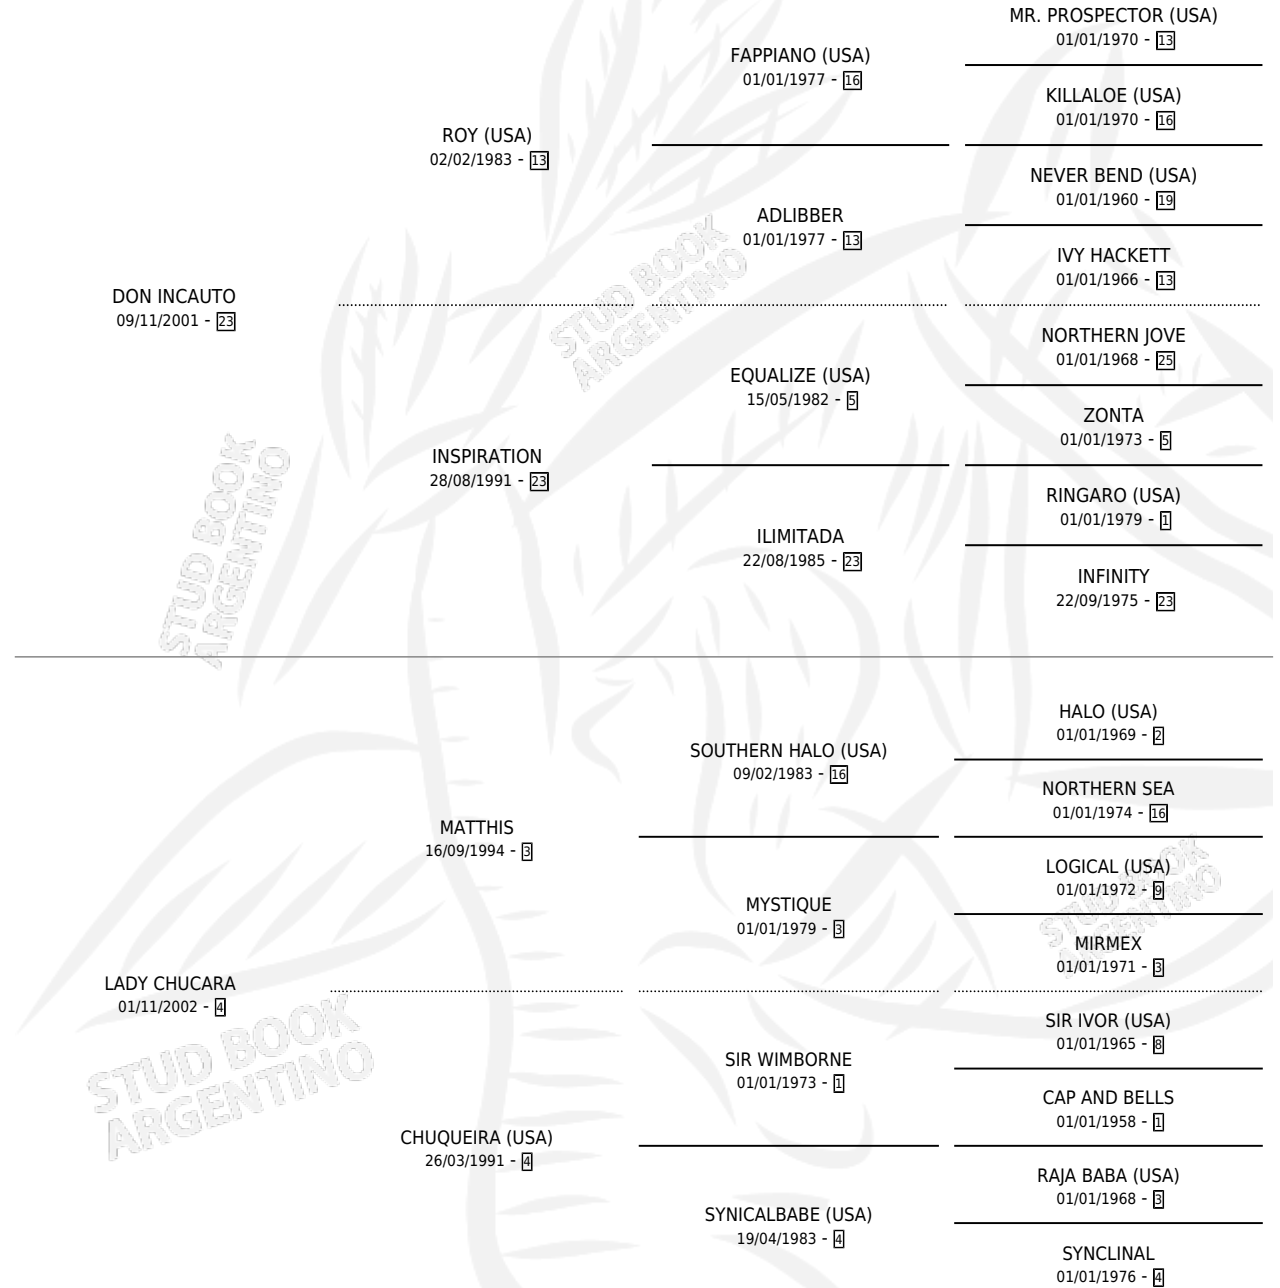 MR. PROSPECTOR (USA)
01/01/1970 - 13
FAPPIANO (USA)
01/01/1977 - 16
KILLALOE (USA)
01/01/1970 - 16
ROY (USA)
02/02/1983 - 13
NEVER BEND (USA)
01/01/1960 - 19
ADLIBBER
01/01/1977 - 13
IVY HACKETT
01/01/1966 - 13
DON INCAUTO
09/11/2001 - 23
NORTHERN JOVE
01/01/1968 - 25
EQUALIZE (USA)
15/05/1982 - 5
ZONTA
01/01/1973 - 5
INSPIRATION
28/08/1991 - 23
RINGARO (USA)
01/01/1979 - 1
ILIMITADA
22/08/1985 - 23
INFINITY
22/09/1975 - 23
STUD BOOK
ARGENTINO
STUD BOOK
ARGENTINO
HALO (USA)
01/01/1969 - 2
SOUTHERN HALO (USA)
09/02/1983 - 16
NORTHERN SEA
01/01/1974 - 16
MATTHIS
16/09/1994 - 3
LOGICAL (USA)
01/01/1972 - 9
MYSTIQUE
01/01/1979 - 3
MIRMEX
01/01/1971 - 3
LADY CHUCARA
01/11/2002 - 4
SIR IVOR (USA)
01/01/1965 - 8
SIR WIMBORNE
01/01/1973 - 1
CAP AND BELLS
01/01/1958 - 1
CHUQUEIRA (USA)
26/03/1991 - 4
RAJA BABA (USA)
01/01/1968 - 3
SYNICALBABE (USA)
19/04/1983 - 4
SYNCLINAL
01/01/1976 - 4
STUD BOOK
ARGENTINO
STUD BOOK
ARGENTINO